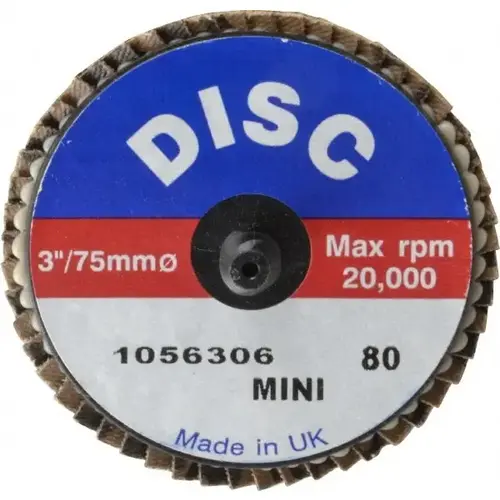 DISC
3"/75mmø
Max rpm
20,000
1056306 80
MINI
Made in UK